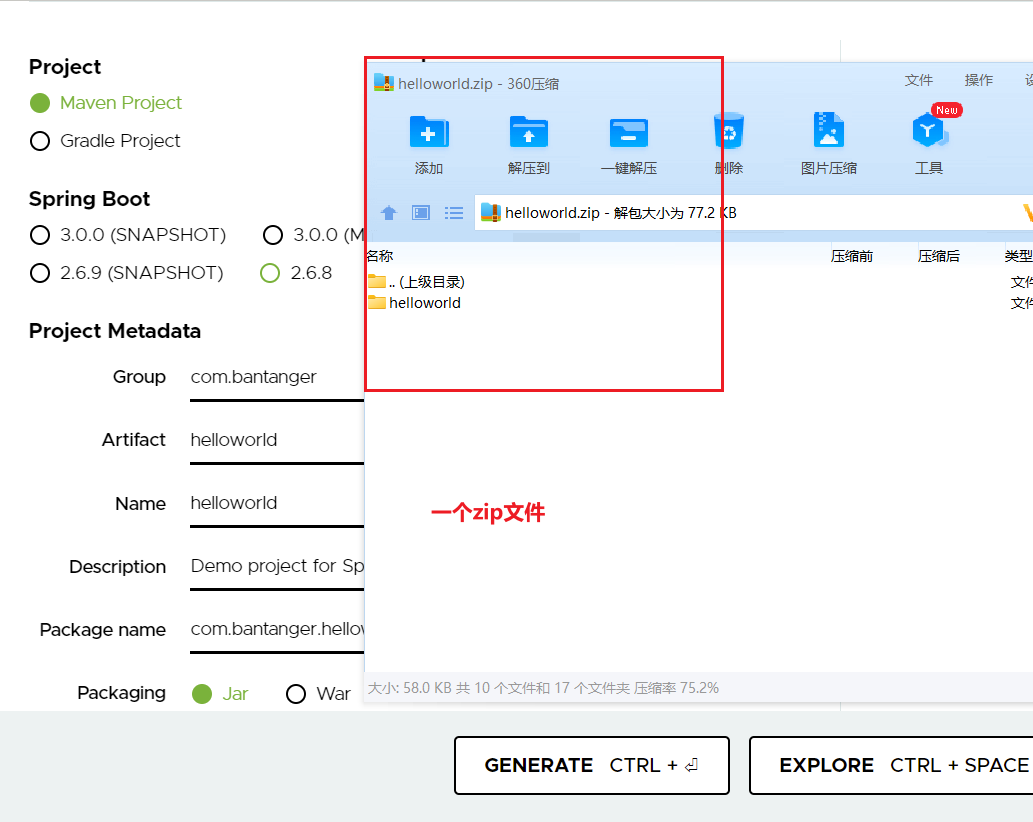 Project
Maven Project
Gradle Project
Spring Boot
3.0.0 (SNAPSHOT) 3.0.0 (M
2.6.9 (SNAPSHOT) 2.6.8
Project Metadata
Group com.bantanger
Artifact helloworld
Name helloworld
Description Demo project for Sp
Package name com.bantanger.hellow
Packaging Jar War
helloworld.zip - 360压缩 文件 操作
New
添加 解压到 一键解压 删除 图片压缩 工具
helloworld.zip - 解包大小为 77.2 KB
名称 压缩前 压缩后 类型
.. (上级目录) 文件
helloworld 文件
一个zip文件
大小: 58.0 KB 共 10 个文件和 17 个文件夹 压缩率 75.2%
GENERATE CTRL + ⏎ EXPLORE CTRL + SPACE